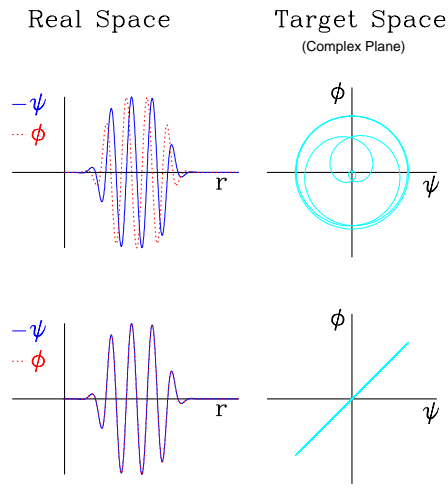 Real Space
Target Space
(Complex Plane)
ψ
ϕ
r
ϕ
ψ
ψ
ϕ
r
ϕ
ψ